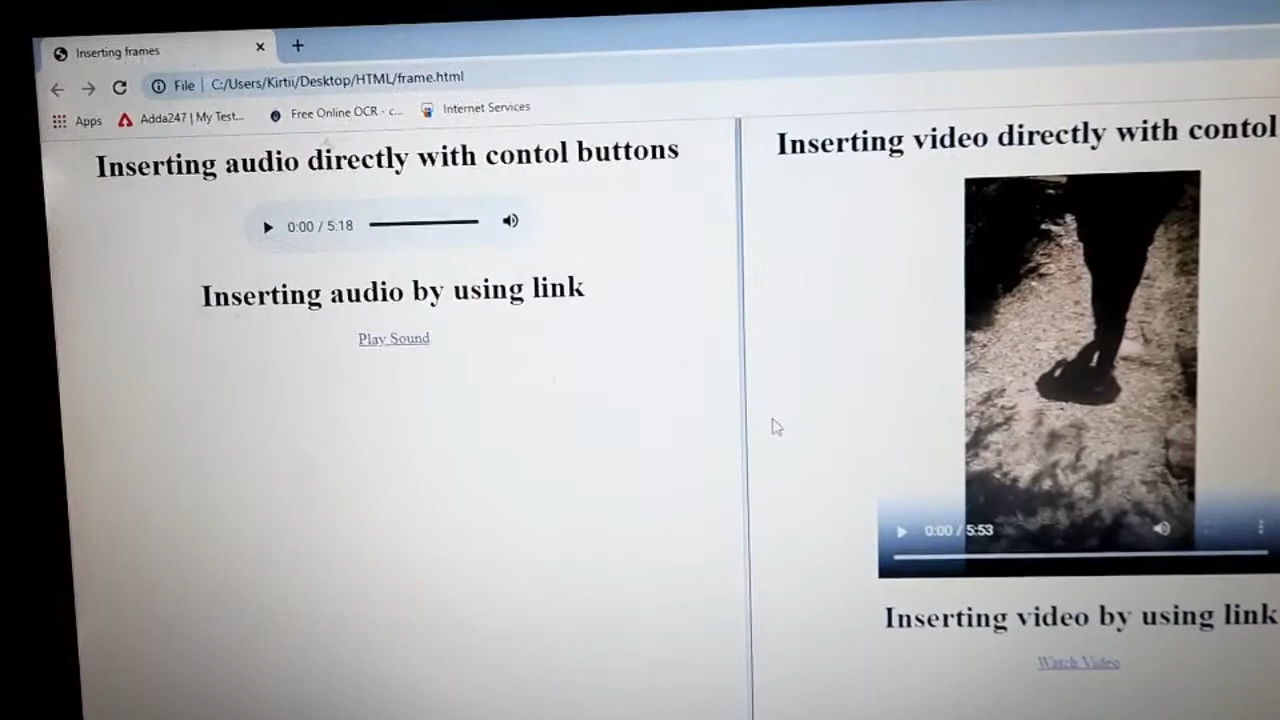 Inserting frames
File | C:/Users/Kirtii/Desktop/HTML/frame.html
Apps Adda247 | My Test... Free Online OCR - c... Internet Services
Inserting audio directly with contol buttons
0:00 / 5:18
Inserting audio by using link
Play Sound
Inserting video directly with contol
0:00 / 5:53
Inserting video by using link
Watch Video